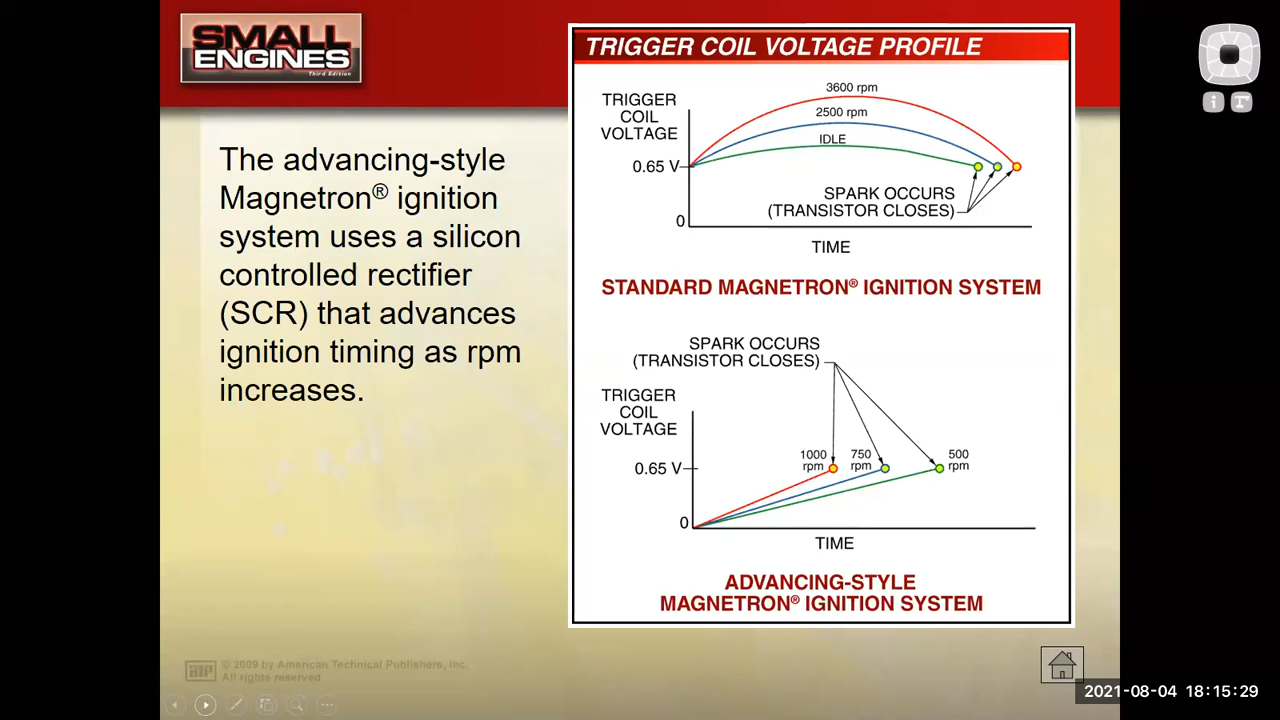 SMALL
ENGINES
Third Edition
The advancing-style
Magnetron® ignition
system uses a silicon
controlled rectifier
(SCR) that advances
ignition timing as rpm
increases.
TRIGGER COIL VOLTAGE PROFILE
TRIGGER
COIL
VOLTAGE
3600 rpm
2500 rpm
IDLE
0.65 V
SPARK OCCURS
(TRANSISTOR CLOSES)
0
TIME
STANDARD MAGNETRON® IGNITION SYSTEM
SPARK OCCURS
(TRANSISTOR CLOSES)
TRIGGER
COIL
VOLTAGE
1000
rpm
750
rpm
500
rpm
0.65 V
0
TIME
ADVANCING-STYLE
MAGNETRON® IGNITION SYSTEM
atp
© 2009 by American Technical Publishers, Inc.
All rights reserved
2021-08-04 18:15:29